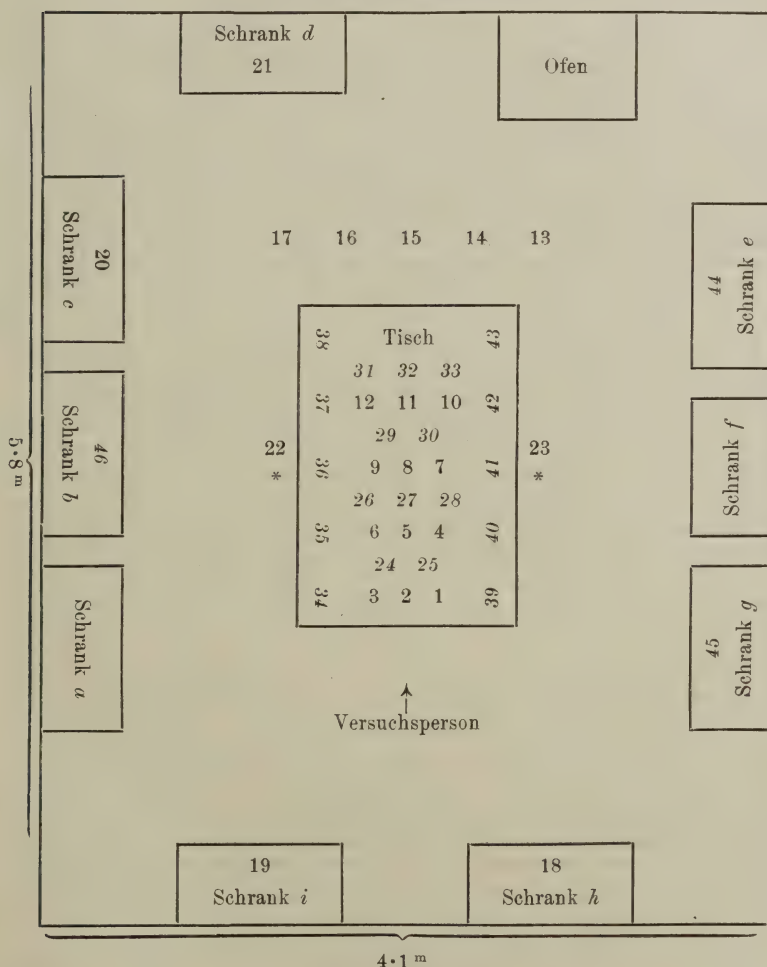 Schrank d
21
Ofen
17 16 15 14 13
20
Schrank c
44
Schrank e
38 Tisch 43
31 32 33
37 12 11 10 42
29 30
22
*
23
*
36 9 8 7 41
26 27 28
35 6 5 4 40
24 25
34 3 2 1 39
46
Schrank b
Schrank f
5·8 m
Schrank a
45
Schrank g
Versuchsperson
19
Schrank i
18
Schrank h
4·1 m